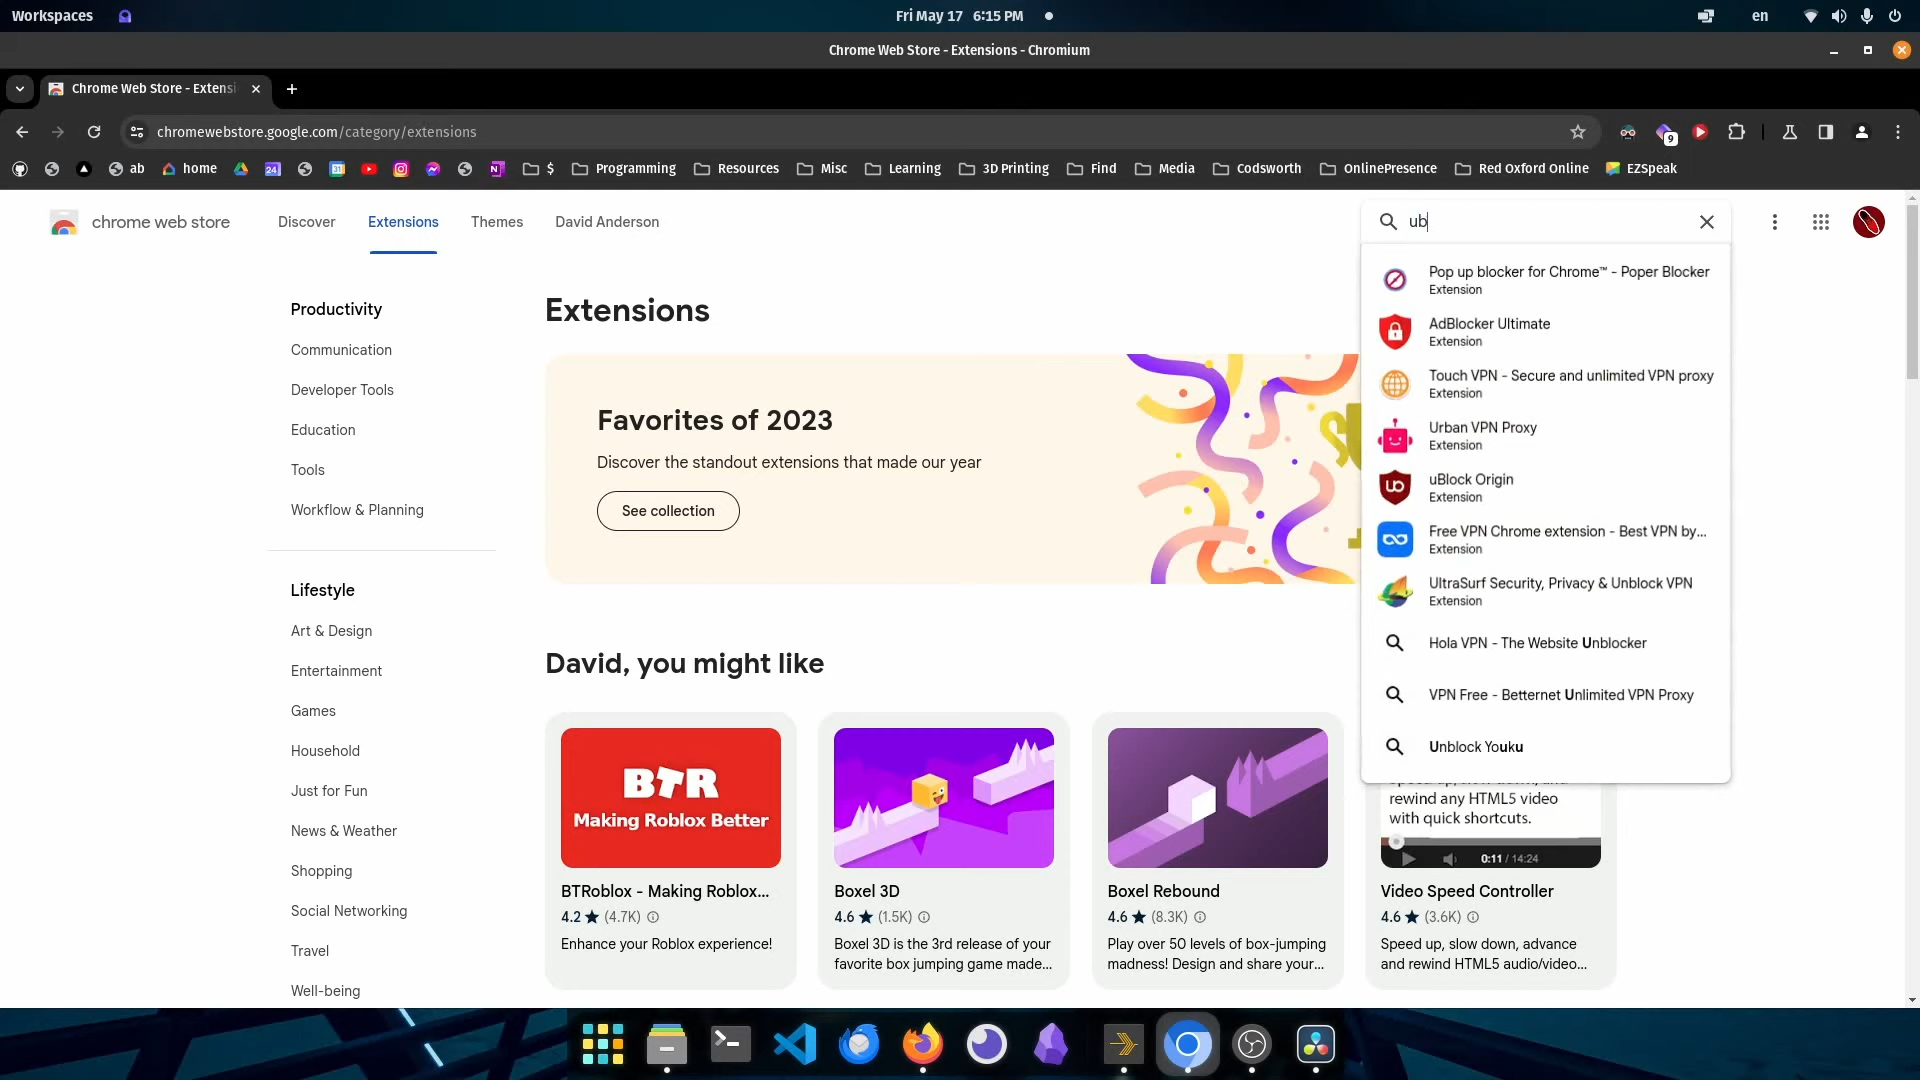 Workspaces
Fri May 17 6:15 PM
en
Chrome Web Store - Extensions - Chromium
Chrome Web Store - Extensi
chromewebstore.google.com/category/extensions
9
ab
home
24
31
N
$
Programming
Resources
Misc
Learning
3D Printing
Find
Media
Codsworth
OnlinePresence
Red Oxford Online
EZSpeak
chrome web store
Discover
Extensions
Themes
David Anderson
ub
Pop up blocker for Chrome™ - Poper Blocker
Extension
AdBlocker Ultimate
Extension
Touch VPN - Secure and unlimited VPN proxy
Extension
Urban VPN Proxy
Extension
uBlock Origin
Extension
Free VPN Chrome extension - Best VPN by...
Extension
UltraSurf Security, Privacy & Unblock VPN
Extension
Hola VPN - The Website Unblocker
VPN Free - Betternet Unlimited VPN Proxy
Unblock Youku
Productivity
Communication
Developer Tools
Education
Tools
Workflow & Planning
Lifestyle
Art & Design
Entertainment
Games
Household
Just for Fun
News & Weather
Shopping
Social Networking
Travel
Well-being
Extensions
Favorites of 2023
Discover the standout extensions that made our year
See collection
David, you might like
BTR
Making Roblox Better
BTRoblox - Making Roblox...
4.2 ★ (4.7K)
Enhance your Roblox experience!
Boxel 3D
4.6 ★ (1.5K)
Boxel 3D is the 3rd release of your
favorite box jumping game made...
Boxel Rebound
4.6 ★ (8.3K)
Play over 50 levels of box-jumping
madness! Design and share your...
rewind any HTML5 video
with quick shortcuts.
0:11 / 14:24
Video Speed Controller
4.6 ★ (3.6K)
Speed up, slow down, advance
and rewind HTML5 audio/video...